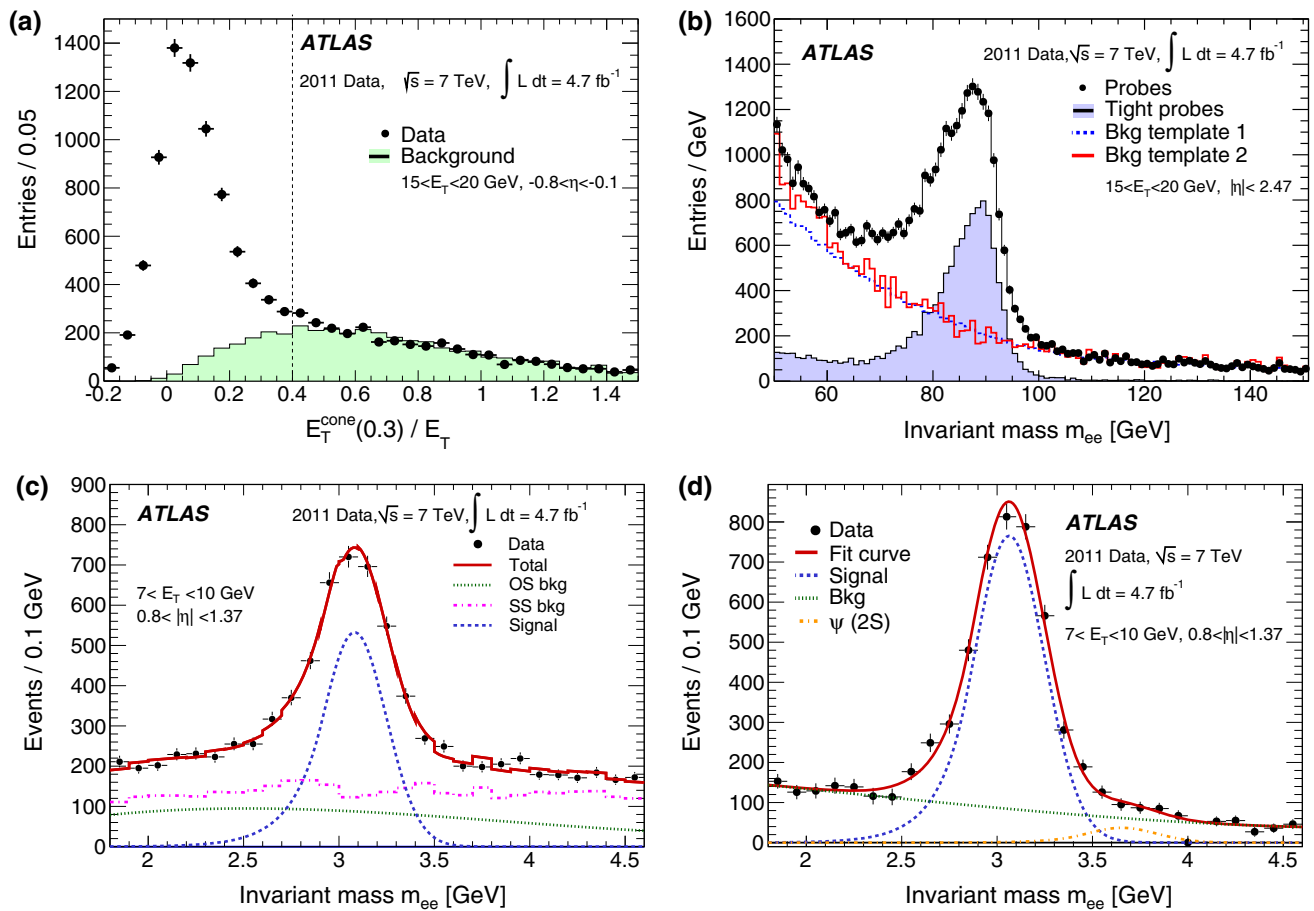 (a)
ATLAS
2011 Data, √s = 7 TeV, ∫ L dt = 4.7 fb⁻¹
Data
Background
15<E_T<20 GeV, -0.8<η<-0.1
Entries / 0.05
0
200
400
600
800
1000
1200
1400
-0.2
0
0.2
0.4
0.6
0.8
1
1.2
1.4
E_T^cone(0.3) / E_T
(b)
ATLAS
2011 Data,√s = 7 TeV, ∫ L dt = 4.7 fb⁻¹
Probes
Tight probes
Bkg template 1
Bkg template 2
15<E_T<20 GeV, |η|< 2.47
Entries / GeV
0
200
400
600
800
1000
1200
1400
1600
60
80
100
120
140
Invariant mass m_ee [GeV]
(c)
ATLAS
2011 Data,√s = 7 TeV,∫ L dt = 4.7 fb⁻¹
Data
Total
OS bkg
SS bkg
Signal
7< E_T <10 GeV
0.8< |η| <1.37
Events / 0.1 GeV
0
100
200
300
400
500
600
700
800
900
2
2.5
3
3.5
4
4.5
Invariant mass m_ee [GeV]
(d)
Data
Fit curve
Signal
Bkg
ψ (2S)
ATLAS
2011 Data, √s = 7 TeV
∫ L dt = 4.7 fb⁻¹
7< E_T<10 GeV, 0.8<|η|<1.37
Events / 0.1 GeV
0
100
200
300
400
500
600
700
800
2
2.5
3
3.5
4
4.5
Invariant mass m_ee [GeV]